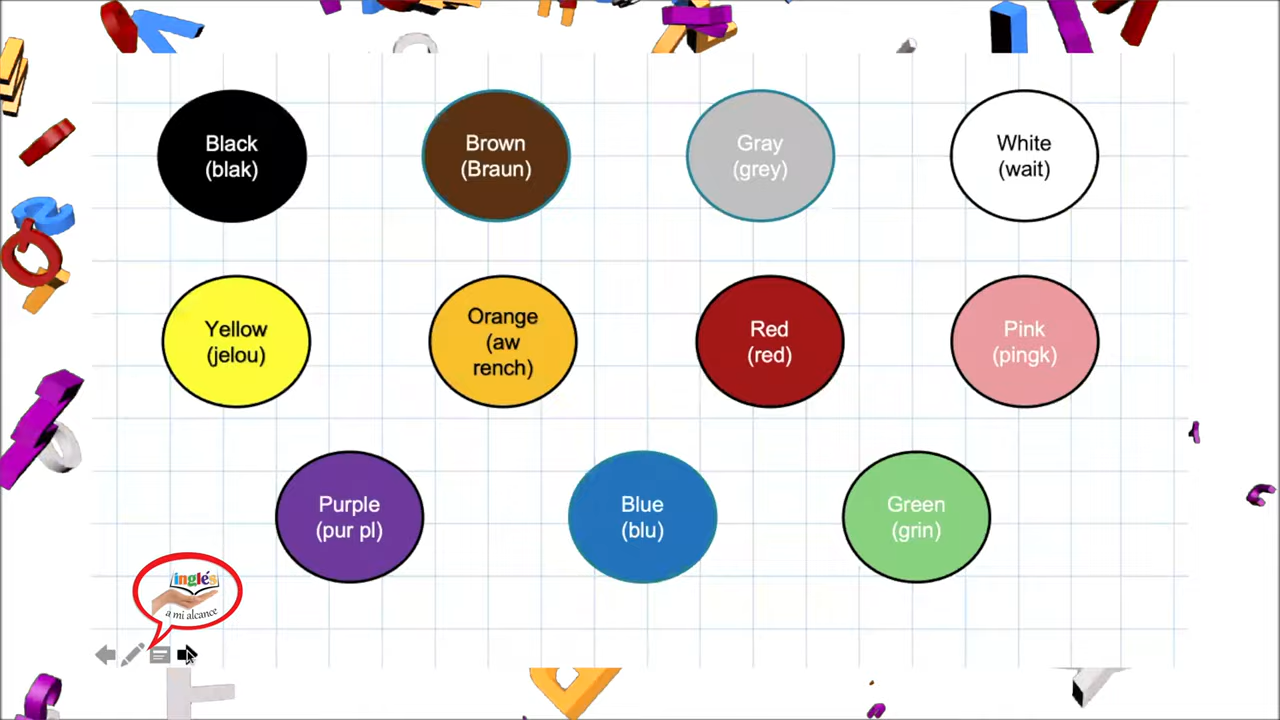 Black
(blak)
Brown
(Braun)
Gray
(grey)
White
(wait)
Yellow
(jelou)
Orange
(aw
rench)
Red
(red)
Pink
(pingk)
Purple
(pur pl)
Blue
(blu)
Green
(grin)
inglés
a mi alcance